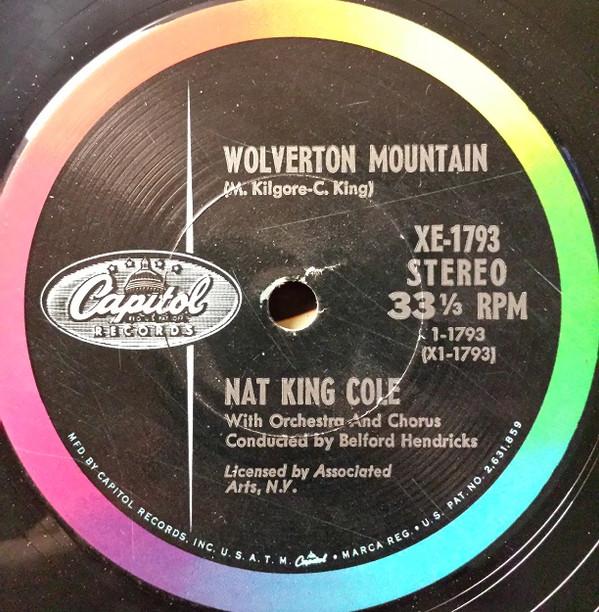 WOLVERTON MOUNTAIN
(M. Kilgore-C. King)
XE-1793
STEREO
33 1/3 RPM
1-1793
(X1-1793)
Capitol
RECORDS
NAT KING COLE
With Orchestra And Chorus
Conducted by Belford Hendricks
Licensed by Associated
Arts, N.V.
MFD. BY CAPITOL RECORDS, INC. U. S. A. T. M. Capitol • MARCA REG. • U. S. PAT. NO. 2,631,859